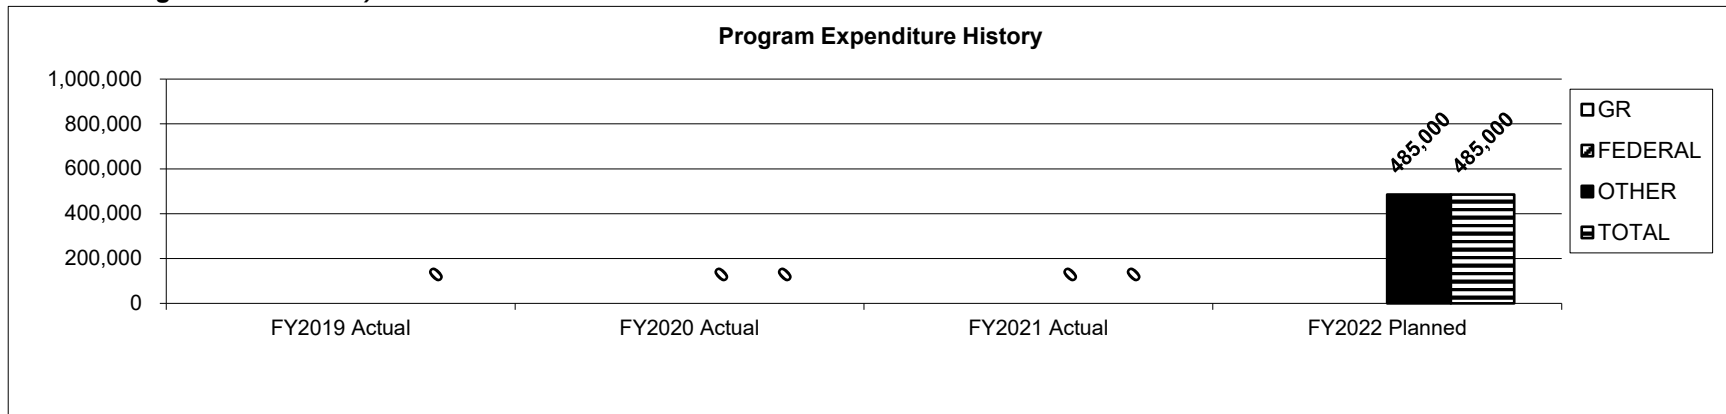 Program Expenditure History
1,000,000
800,000
600,000
400,000
200,000
0
0
0 0
0 0
485,000 485,000
FY2019 Actual
FY2020 Actual
FY2021 Actual
FY2022 Planned
GR
FEDERAL
OTHER
TOTAL